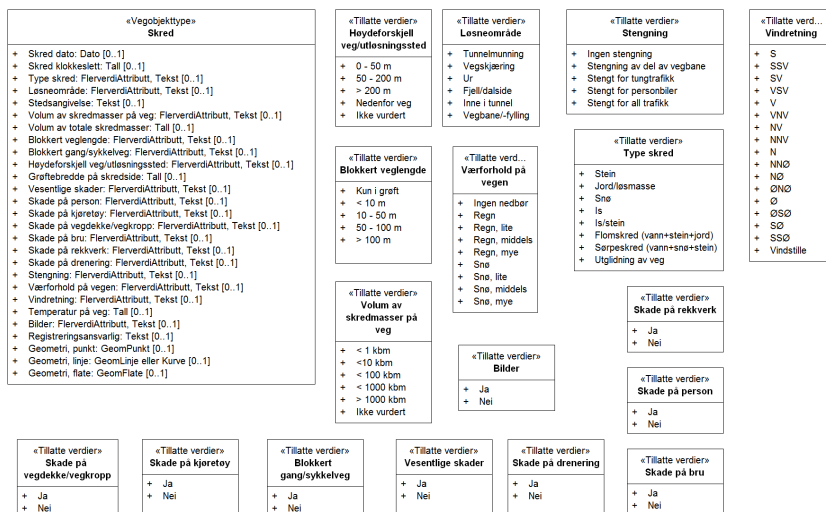 «Vegobjekttype»
Skred
+ Skred dato: Dato [0..1]
+ Skred klokkeslett: Tall [0..1]
+ Type skred: FlerverdiAttributt, Tekst [0..1]
+ Løsneområde: FlerverdiAttributt, Tekst [0..1]
+ Stedsangivelse: Tekst [0..1]
+ Volum av skredmasser på veg: FlerverdiAttributt, Tekst [0..1]
+ Volum av totale skredmasser: Tall [0..1]
+ Blokkert veglengde: FlerverdiAttributt, Tekst [0..1]
+ Blokkert gang/sykkelveg: FlerverdiAttributt, Tekst [0..1]
+ Høydeforskjell veg/utløsningssted: FlerverdiAttributt, Tekst [0..1]
+ Grøftebredde på skredside: Tall [0..1]
+ Vesentlige skader: FlerverdiAttributt, Tekst [0..1]
+ Skade på person: FlerverdiAttributt, Tekst [0..1]
+ Skade på kjøretøy: FlerverdiAttributt, Tekst [0..1]
+ Skade på vegdekke/vegkropp: FlerverdiAttributt, Tekst [0..1]
+ Skade på bru: FlerverdiAttributt, Tekst [0..1]
+ Skade på rekkverk: FlerverdiAttributt, Tekst [0..1]
+ Skade på drenering: FlerverdiAttributt, Tekst [0..1]
+ Stengning: FlerverdiAttributt, Tekst [0..1]
+ Værforhold på vegen: FlerverdiAttributt, Tekst [0..1]
+ Vindretning: FlerverdiAttributt, Tekst [0..1]
+ Temperatur på veg: Tall [0..1]
+ Bilder: FlerverdiAttributt, Tekst [0..1]
+ Registreringsansvarlig: Tekst [0..1]
+ Geometri, punkt: GeomPunkt [0..1]
+ Geometri, linje: GeomLinje eller Kurve [0..1]
+ Geometri, flate: GeomFlate [0..1]
«Tillatte verdier»
Høydeforskjell
veg/utløsningssted
+ 0 - 50 m
+ 50 - 200 m
+ > 200 m
+ Nedenfor veg
+ Ikke vurdert
«Tillatte verdier»
Løsneområde
+ Tunnelmunning
+ Vegskjæring
+ Ur
+ Fjell/dalside
+ Inne i tunnel
+ Vegbane/-fylling
«Tillatte verdier»
Stengning
+ Ingen stengning
+ Stengning av del av vegbane
+ Stengt for tungtrafikk
+ Stengt for personbiler
+ Stengt for all trafikk
«Tillatte verd...
Vindretning
+ S
+ SSV
+ SV
+ VSV
+ V
+ VNV
+ NV
+ NNV
+ N
+ NNØ
+ NØ
+ ØNØ
+ Ø
+ ØSØ
+ SØ
+ SSØ
+ Vindstille
«Tillatte verdier»
Blokkert veglengde
+ Kun i grøft
+ < 10 m
+ 10 - 50 m
+ 50 - 100 m
+ > 100 m
«Tillatte verd...
Værforhold på
vegen
+ Ingen nedbør
+ Regn
+ Regn, lite
+ Regn, middels
+ Regn, mye
+ Snø
+ Snø, lite
+ Snø, middels
+ Snø, mye
«Tillatte verdier»
Type skred
+ Stein
+ Jord/løsmasse
+ Snø
+ Is
+ Is/stein
+ Flomskred (vann+stein+jord)
+ Sørpeskred (vann+snø+stein)
+ Utglidning av veg
«Tillatte verdier»
Volum av
skredmasser på
veg
+ < 1 kbm
+ <10 kbm
+ < 100 kbm
+ < 1000 kbm
+ > 1000 kbm
+ Ikke vurdert
«Tillatte verdier»
Bilder
+ Ja
+ Nei
«Tillatte verdier»
Skade på rekkverk
+ Ja
+ Nei
«Tillatte verdier»
Skade på person
+ Ja
+ Nei
«Tillatte verdier»
Skade på
vegdekke/vegkropp
+ Ja
+ Nei
«Tillatte verdier»
Skade på kjøretøy
+ Ja
+ Nei
«Tillatte verdier»
Blokkert
gang/sykkelveg
+ Ja
+ Nei
«Tillatte verdier»
Vesentlige skader
+ Ja
+ Nei
«Tillatte verdier»
Skade på drenering
+ Ja
+ Nei
«Tillatte verdier»
Skade på bru
+ Ja
+ Nei